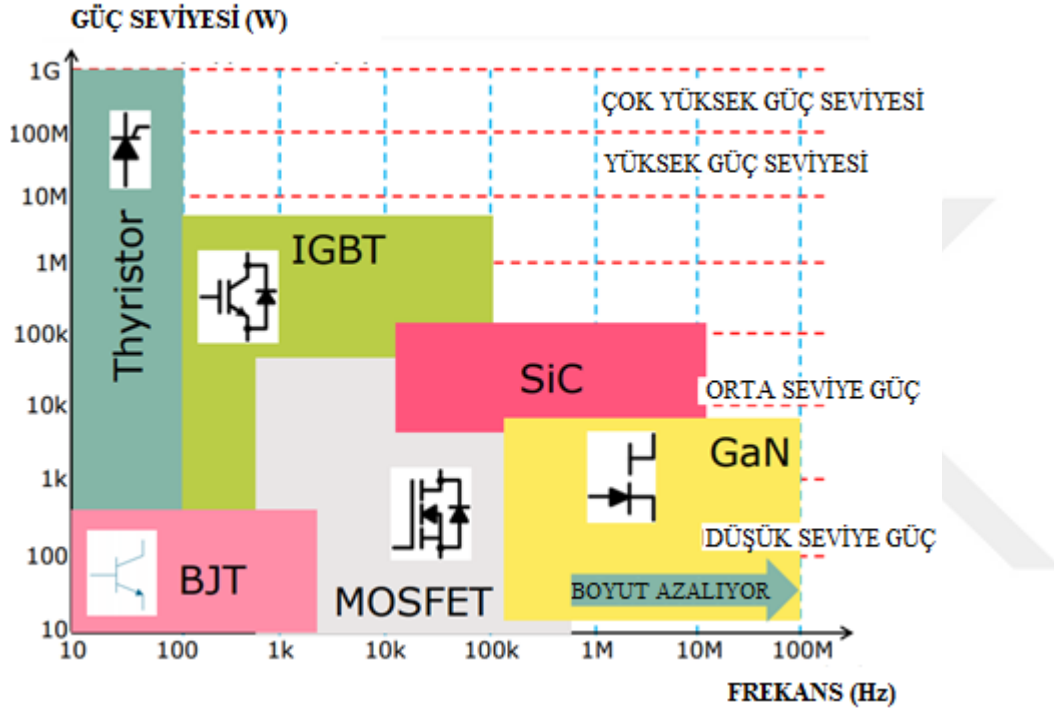 GÜÇ SEVİYESİ (W)
1G
ÇOK YÜKSEK GÜÇ SEVİYESİ
100M
YÜKSEK GÜÇ SEVİYESİ
10M
IGBT
1M
Thyristor
100k
SiC
ORTA SEVİYE GÜÇ
10k
GaN
1k
DÜŞÜK SEVİYE GÜÇ
100
BJT
MOSFET
BOYUT AZALIYOR
10
10 100 1k 10k 100k 1M 10M 100M
FREKANS (Hz)